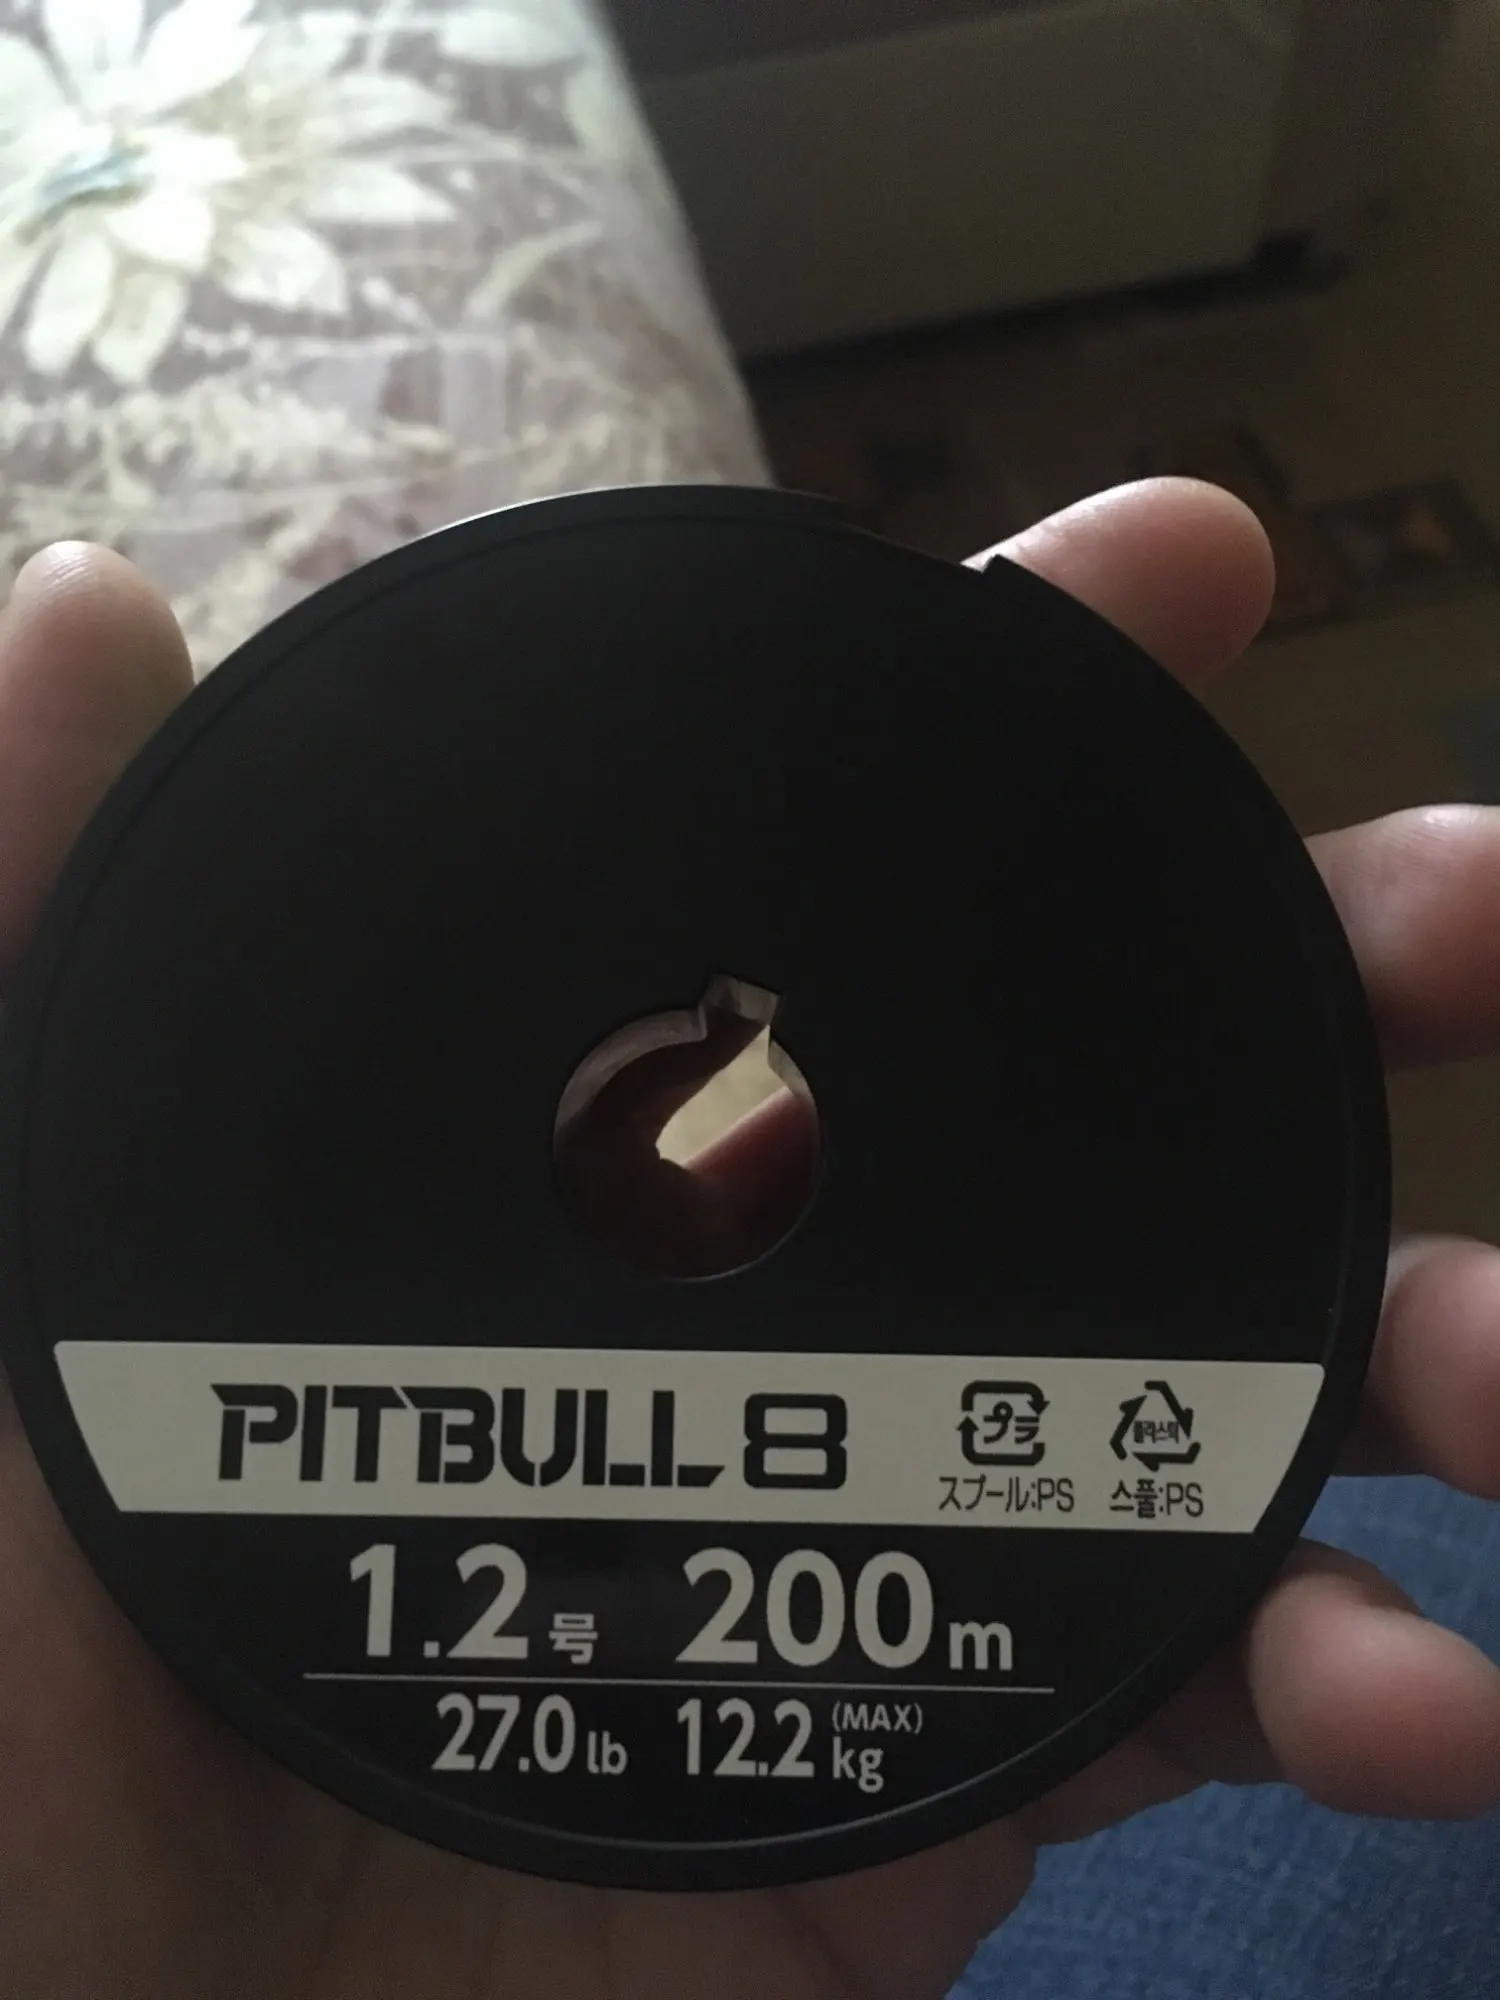 PITBULL 8
プラ
플라스틱
スプール:PS
스풀:PS
1.2号 200m
27.0lb 12.2kg (MAX)